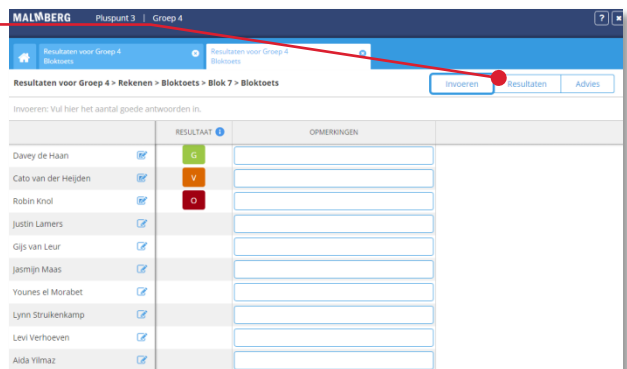 MALMBERG Pluspunt 3 | Groep 4 ?
Resultaten voor Groep 4
Bloktoets
Resultaten voor Groep 4
Bloktoets
Resultaten voor Groep 4 > Rekenen > Bloktoets > Blok 7 > Bloktoets
Invoeren Resultaten Advies
Invoeren: Vul hier het aantal goede antwoorden in.
RESULTAAT OPMERKINGEN
Davey de Haan G
Cato van der Heijden V
Robin Knol O
Justin Lamers
Gijs van Leur
Jasmijn Maas
Younes el Morabet
Lynn Struikenkamp
Levi Verhoeven
Aida Yilmaz